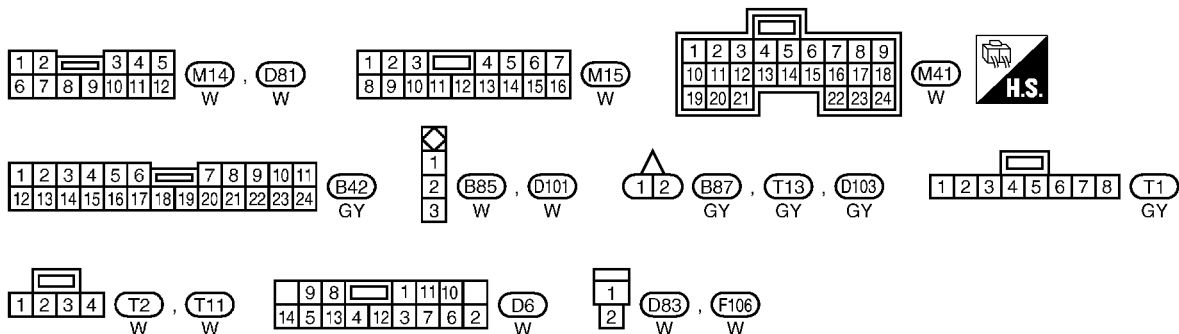 1 2 3 4 5
6 7 8 9 10 11 12
M14 , D81
W W
1 2 3 4 5 6 7
8 9 10 11 12 13 14 15 16
M15
W
1 2 3 4 5 6 7 8 9
10 11 12 13 14 15 16 17 18
19 20 21 22 23 24
M41
W
H.S.
1 2 3 4 5 6 7 8 9 10 11
12 13 14 15 16 17 18 19 20 21 22 23 24
B42
GY
1
2
3
B85 , D101
W W
1 2
B87 , T13 , D103
GY GY GY
1 2 3 4 5 6 7 8
T1
GY
1 2 3 4
T2 , T11
W W
9 8 1 11 10
14 5 13 4 12 3 7 6 2
D6
W
1
2
D83 , F106
W W